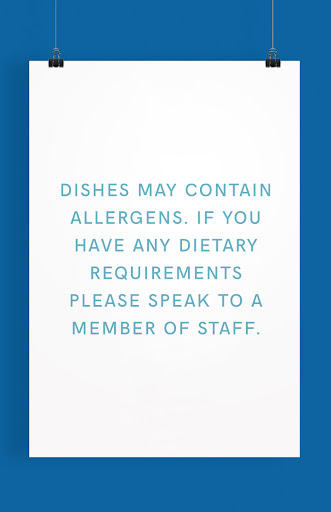 DISHES MAY CONTAIN
ALLERGENS. IF YOU
HAVE ANY DIETARY
REQUIREMENTS
PLEASE SPEAK TO A
MEMBER OF STAFF.